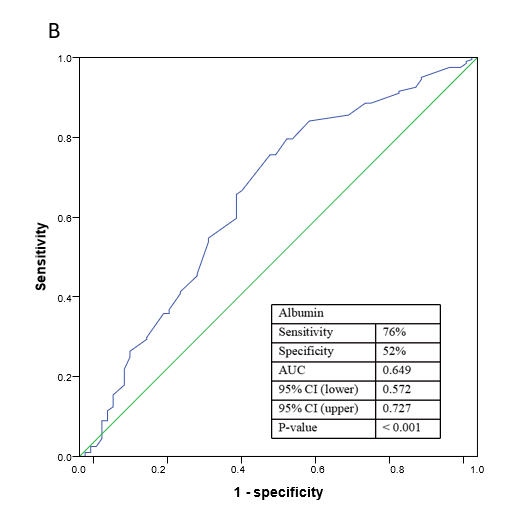 B
1.0
0.8
0.6
0.4
0.2
0.0
Sensitivity
Albumin
Sensitivity 76%
Specificity 52%
AUC 0.649
95% CI (lower) 0.572
95% CI (upper) 0.727
P-value < 0.001
0.0 0.2 0.4 0.6 0.8 1.0
1 - specificity